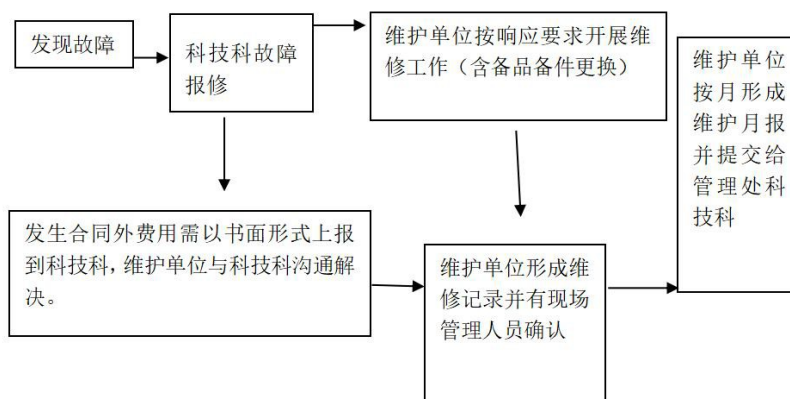 发现故障
科技科故障
报修
维护单位按响应要求开展维
修工作（含备品备件更换）
维护单位
按月形成
维护月报
并提交给
管理处科
技科
发生合同外费用需以书面形式上报
到科技科，维护单位与科技科沟通解
决。
维护单位形成维
修记录并有现场
管理人员确认